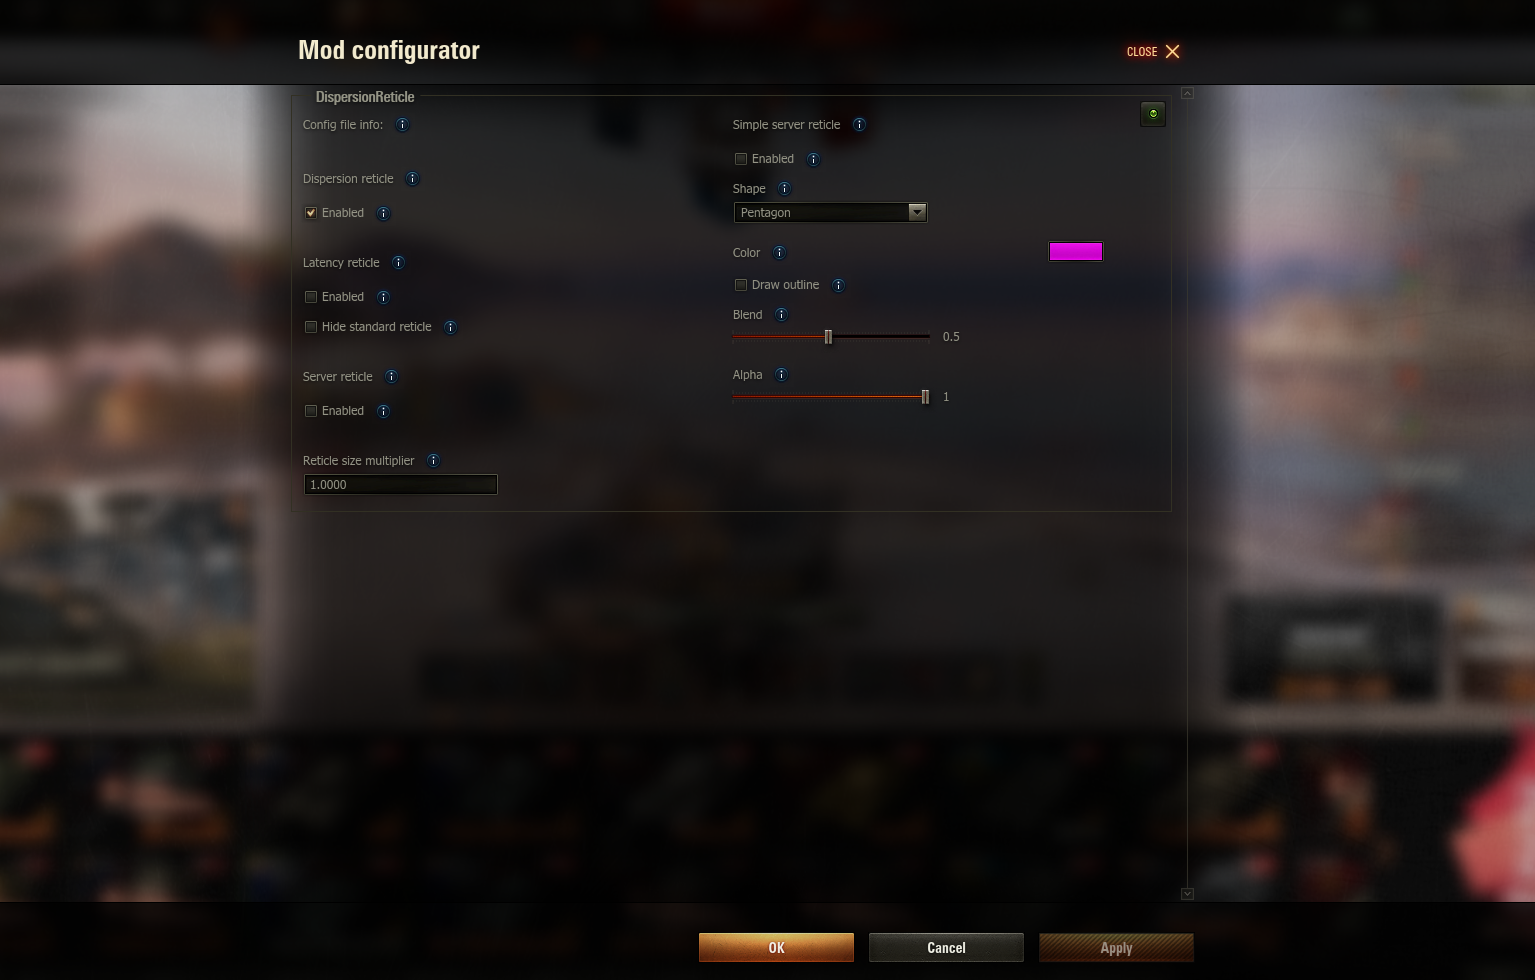 Mod configurator
CLOSE
DispersionReticle
Config file info:
Dispersion reticle
Enabled
Latency reticle
Enabled
Hide standard reticle
Server reticle
Enabled
Reticle size multiplier
1.0000
Simple server reticle
Enabled
Shape
Pentagon
Color
Draw outline
Blend
0.5
Alpha
1
OK
Cancel
Apply